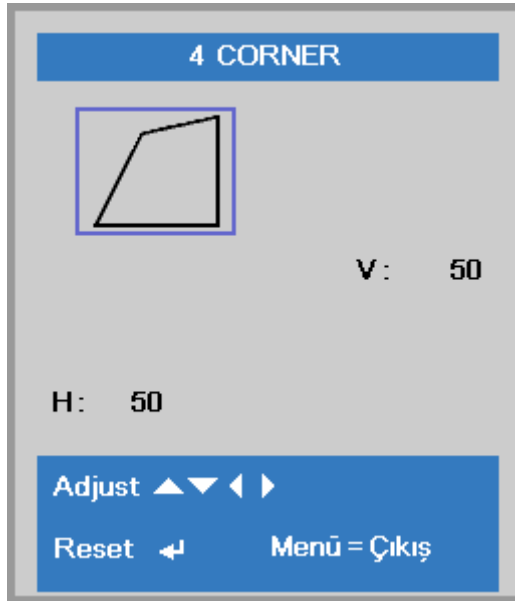 4 CORNER
V: 50
H: 50
Adjust
Reset Menü = Çıkış